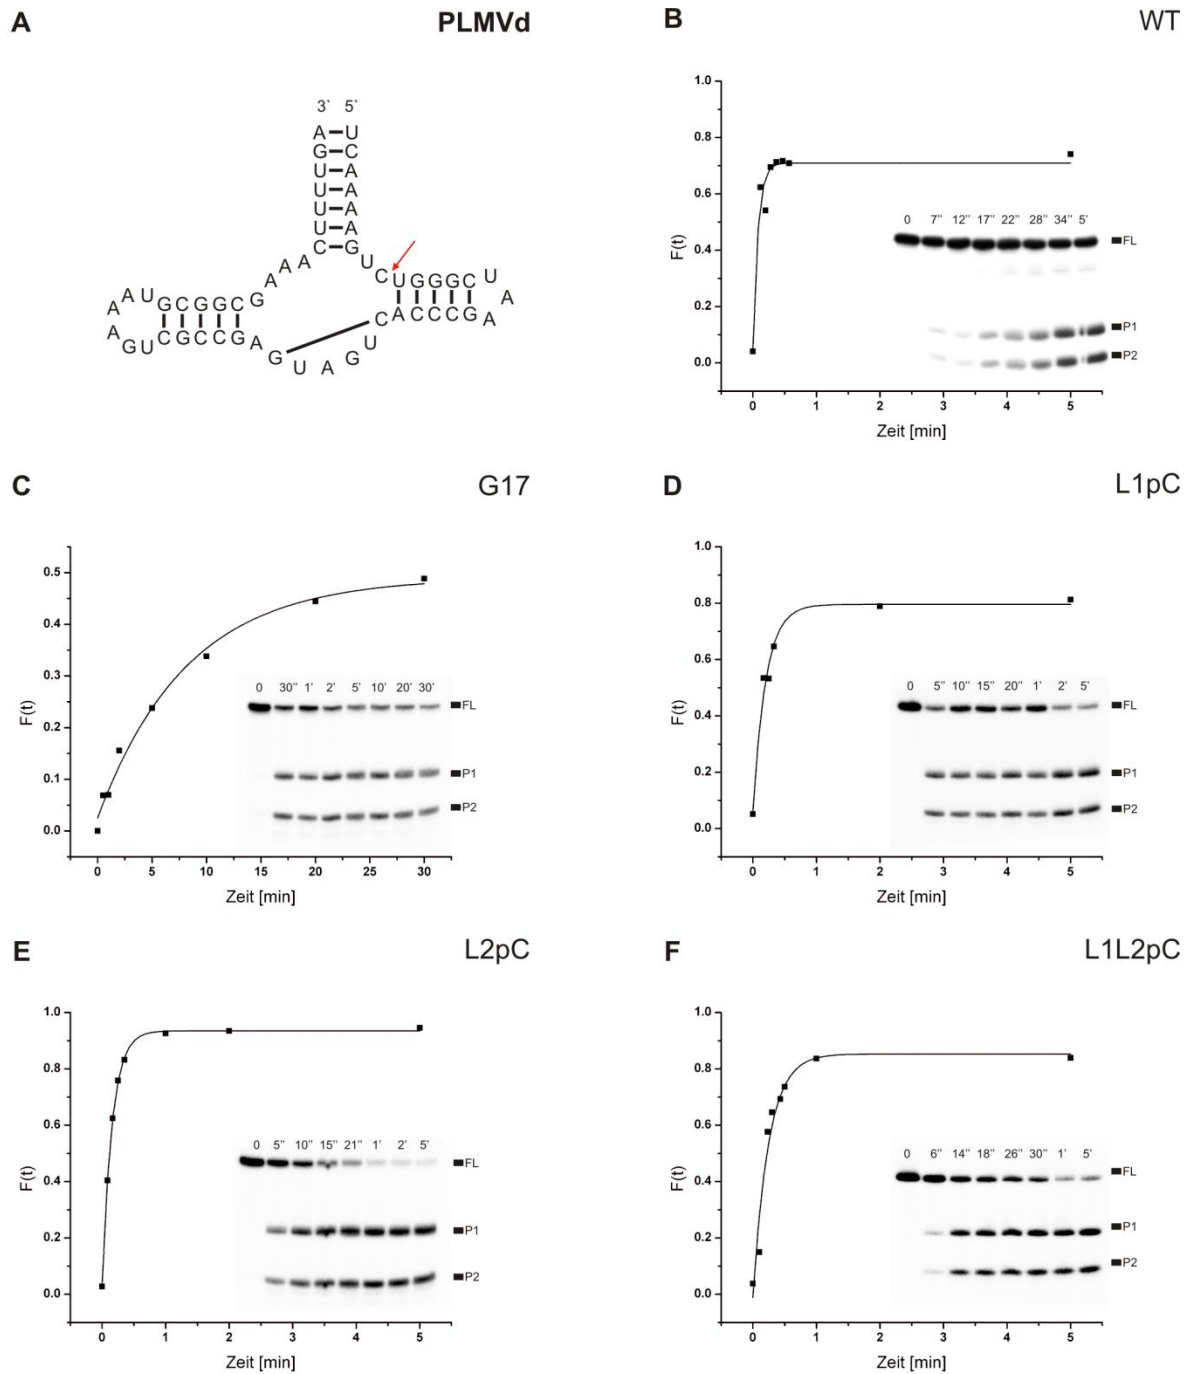 A
PLMVd
3` 5`
A U
G C
U A
U A
U A
U A
C G
A A A
G
U C
U G G G C
U
A
A
G C C C A C
U
G
A
U
G
A
G C C G C
G C G G C
U A A A G U
B
WT
F(t)
1.0
0.8
0.6
0.4
0.2
0.0
0 7'' 12'' 17'' 22'' 28'' 34'' 5'
FL
P1
P2
0 1 2 3 4 5
Zeit [min]
C
G17
F(t)
0.5
0.4
0.3
0.2
0.1
0.0
0 30'' 1' 2' 5' 10' 20' 30'
FL
P1
P2
0 5 10 15 20 25 30
Zeit [min]
D
L1pC
F(t)
1.0
0.8
0.6
0.4
0.2
0.0
0 5'' 10'' 15'' 20'' 1' 2' 5'
FL
P1
P2
0 1 2 3 4 5
Zeit [min]
E
L2pC
F(t)
1.0
0.8
0.6
0.4
0.2
0.0
0 5'' 10'' 15'' 21'' 1' 2' 5'
FL
P1
P2
0 1 2 3 4 5
Zeit [min]
F
L1L2pC
F(t)
1.0
0.8
0.6
0.4
0.2
0.0
0 6'' 14'' 18'' 26'' 30'' 1' 5'
FL
P1
P2
0 1 2 3 4 5
Zeit [min]